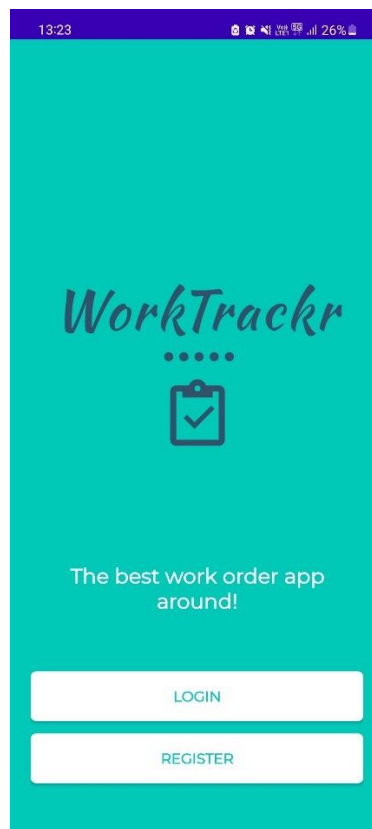 13:23 26%
WorkTrackr
The best work order app
around!
LOGIN
REGISTER